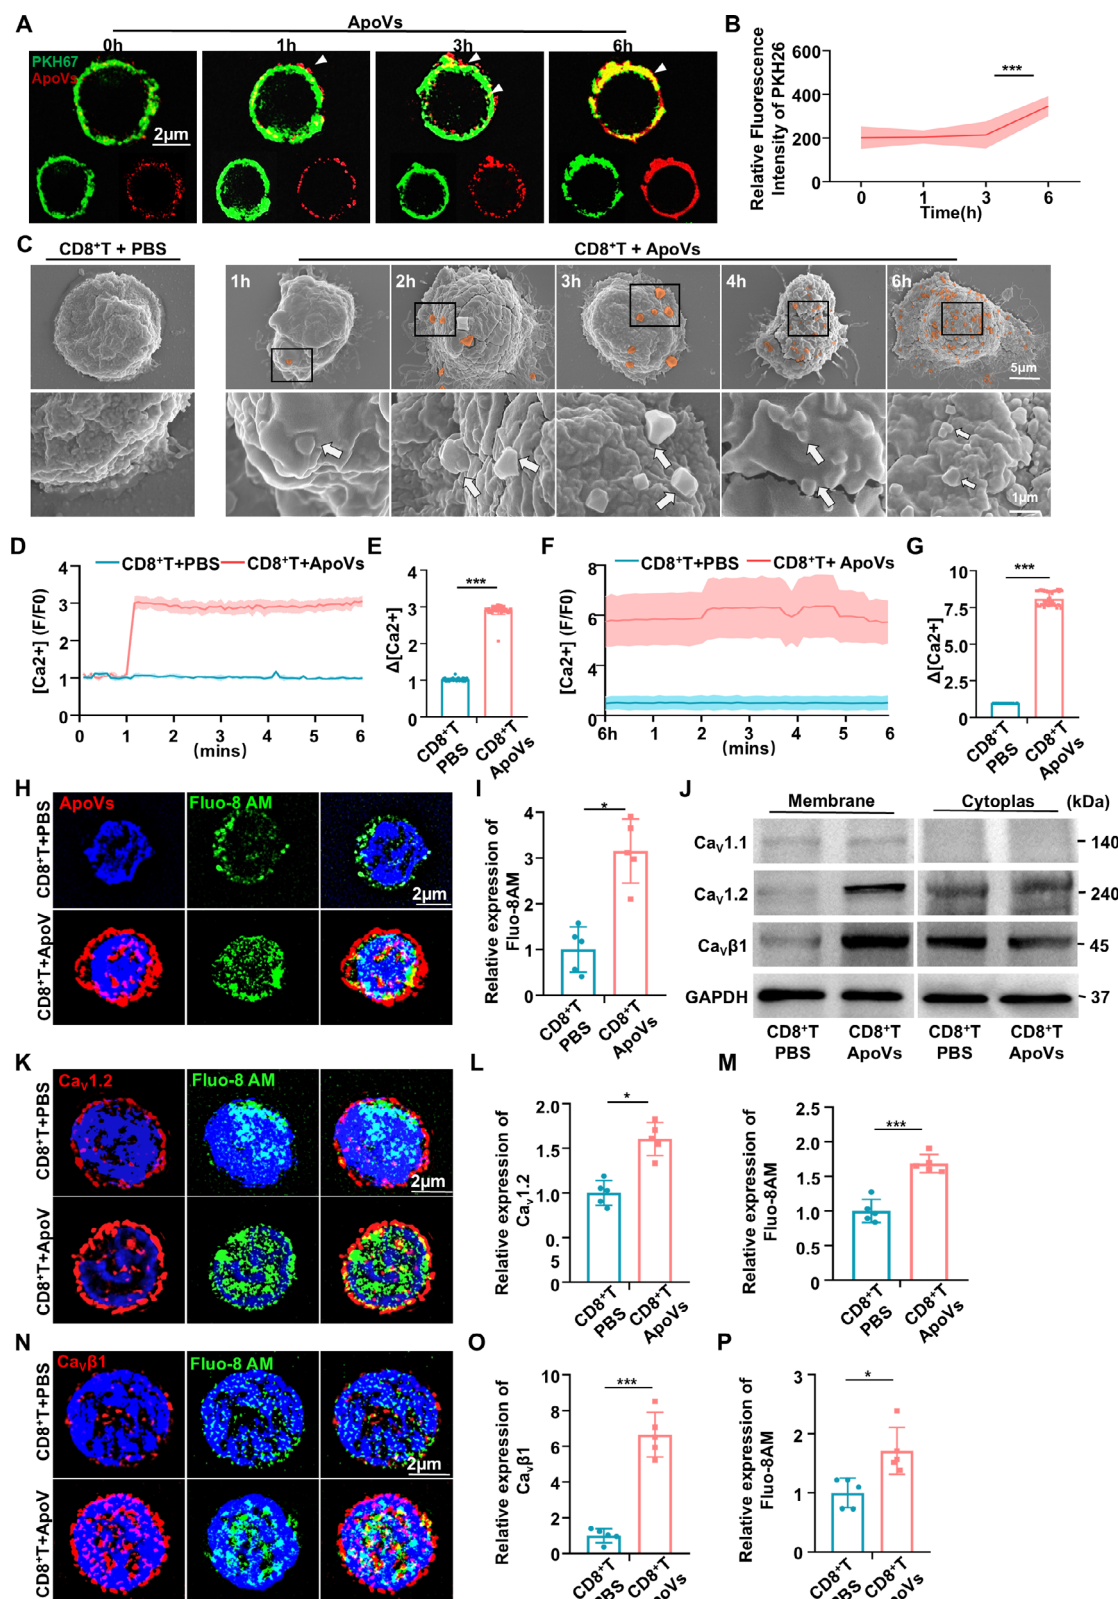 A
ApoVs
0h
1h
3h
6h
PKH67
ApoVs
2μm
B
Relative Fluorescence
Intensity of PKH26
600
400
200
0
***
0
1
3
6
Time(h)
C
CD8⁺T + PBS
CD8⁺T + ApoVs
1h
2h
3h
4h
6h
5μm
1μm
D
CD8⁺T+PBS
CD8⁺T+ApoVs
[Ca2+] (F/F0)
4
3
2
1
0
0
1
2
3
4
5
6
(mins)
E
Δ[Ca2+]
4
3
2
1
0
***
CD8⁺T
PBS
CD8⁺T
ApoVs
F
CD8⁺T+PBS
CD8⁺T+ ApoVs
[Ca2+] (F/F0)
8
6
4
2
6h
1
2
3
4
5
6
(mins)
G
Δ[Ca2+]
10
7.5
5.0
2.5
0
***
CD8⁺T
PBS
CD8⁺T
ApoVs
H
ApoVs
Fluo-8 AM
CD8⁺T+PBS
CD8⁺T+ApoV
2μm
I
Relative expression of
Fluo-8AM
4
3
2
1
0
*
CD8⁺T
PBS
CD8⁺T
ApoVs
J
Membrane
Cytoplas
(kDa)
Caᵥ1.1
140
Caᵥ1.2
240
Caᵥβ1
45
GAPDH
37
CD8⁺T
PBS
CD8⁺T
ApoVs
CD8⁺T
PBS
CD8⁺T
ApoVs
K
Caᵥ1.2
Fluo-8 AM
CD8⁺T+PBS
CD8⁺T+ApoV
2μm
L
Relative expression of
Caᵥ1.2
2.0
1.5
1.0
0.
5
0
*
CD8⁺T
PBS
CD8⁺T
ApoVs
M
Relative expression of
Fluo-8AM
2.5
2.0
1.5
1.0
0.5
0
***
CD8⁺T
PBS
CD8⁺T
ApoVs
N
Caᵥβ1
Fluo-8 AM
CD8⁺T+PBS
CD8⁺T+ApoV
2μm
O
Relative expression of
Caᵥβ1
10
8
6
4
2
0
***
CD8⁺T
CD8⁺T
P
Relative expression of
Fluo-8AM
3
2
1
0
*
CD8⁺T
CD8⁺T